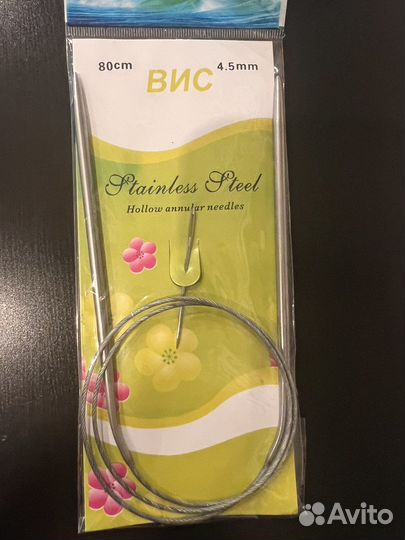 80cm
4.5mm
ВИС
Stainless Steel
Hollow annular needles
Avito